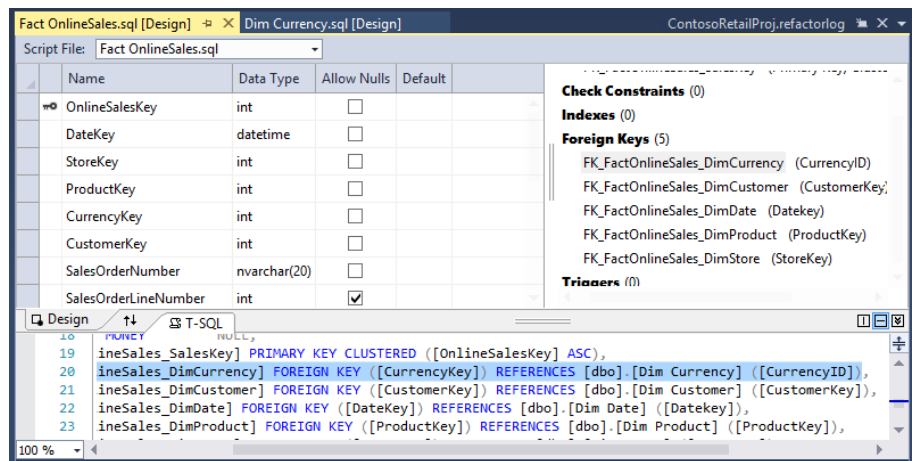 Fact OnlineSales.sql [Design] Dim Currency.sql [Design] ContosoRetailProj.refactorlog
Script File: Fact OnlineSales.sql
Name Data Type Allow Nulls Default
OnlineSalesKey int
DateKey datetime
StoreKey int
ProductKey int
CurrencyKey int
CustomerKey int
SalesOrderNumber nvarchar(20)
SalesOrderLineNumber int
Check Constraints (0)
Indexes (0)
Foreign Keys (5)
FK_FactOnlineSales_DimCurrency (CurrencyID)
FK_FactOnlineSales_DimCustomer (CustomerKey)
FK_FactOnlineSales_DimDate (Datekey)
FK_FactOnlineSales_DimProduct (ProductKey)
FK_FactOnlineSales_DimStore (StoreKey)
Triggers (0)
Design T-SQL
18 MONEY NULL,
19 ineSales_SalesKey] PRIMARY KEY CLUSTERED ([OnlineSalesKey] ASC),
20 ineSales_DimCurrency] FOREIGN KEY ([CurrencyKey]) REFERENCES [dbo].[Dim Currency] ([CurrencyID]),
21 ineSales_DimCustomer] FOREIGN KEY ([CustomerKey]) REFERENCES [dbo].[Dim Customer] ([CustomerKey]),
22 ineSales_DimDate] FOREIGN KEY ([DateKey]) REFERENCES [dbo].[Dim Date] ([Datekey]),
23 ineSales_DimProduct] FOREIGN KEY ([ProductKey]) REFERENCES [dbo].[Dim Product] ([ProductKey]),
100 %